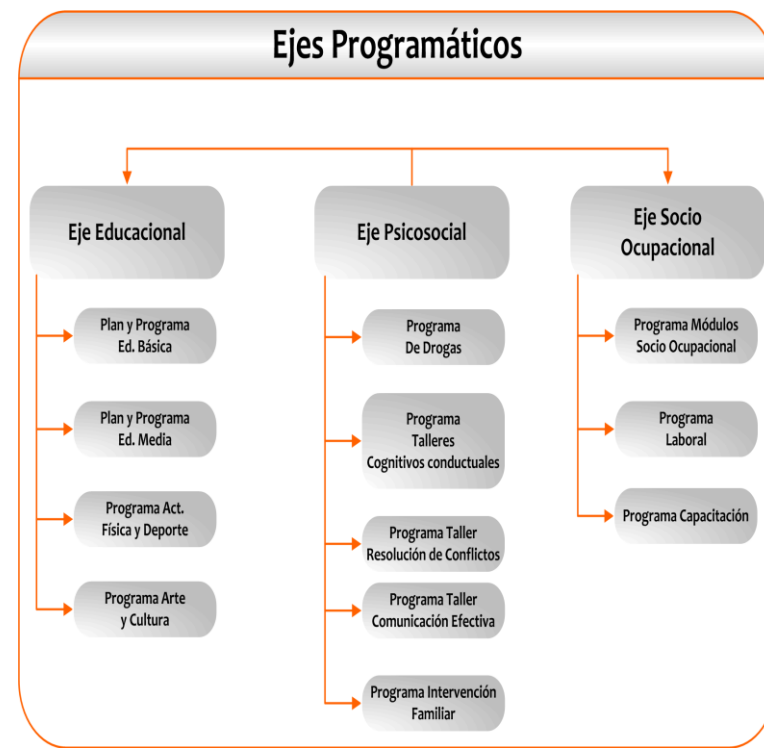 Ejes Programáticos
Eje Educacional
Plan y Programa
Ed. Básica
Plan y Programa
Ed. Media
Programa Act.
Física y Deporte
Programa Arte
y Cultura
Eje Psicosocial
Programa
De Drogas
Programa
Talleres
Cognitivos conductuales
Programa Taller
Resolución de Conflictos
Programa Taller
Comunicación Efectiva
Programa Intervención
Familiar
Eje Socio
Ocupacional
Programa Módulos
Socio Ocupacional
Programa
Laboral
Programa Capacitación